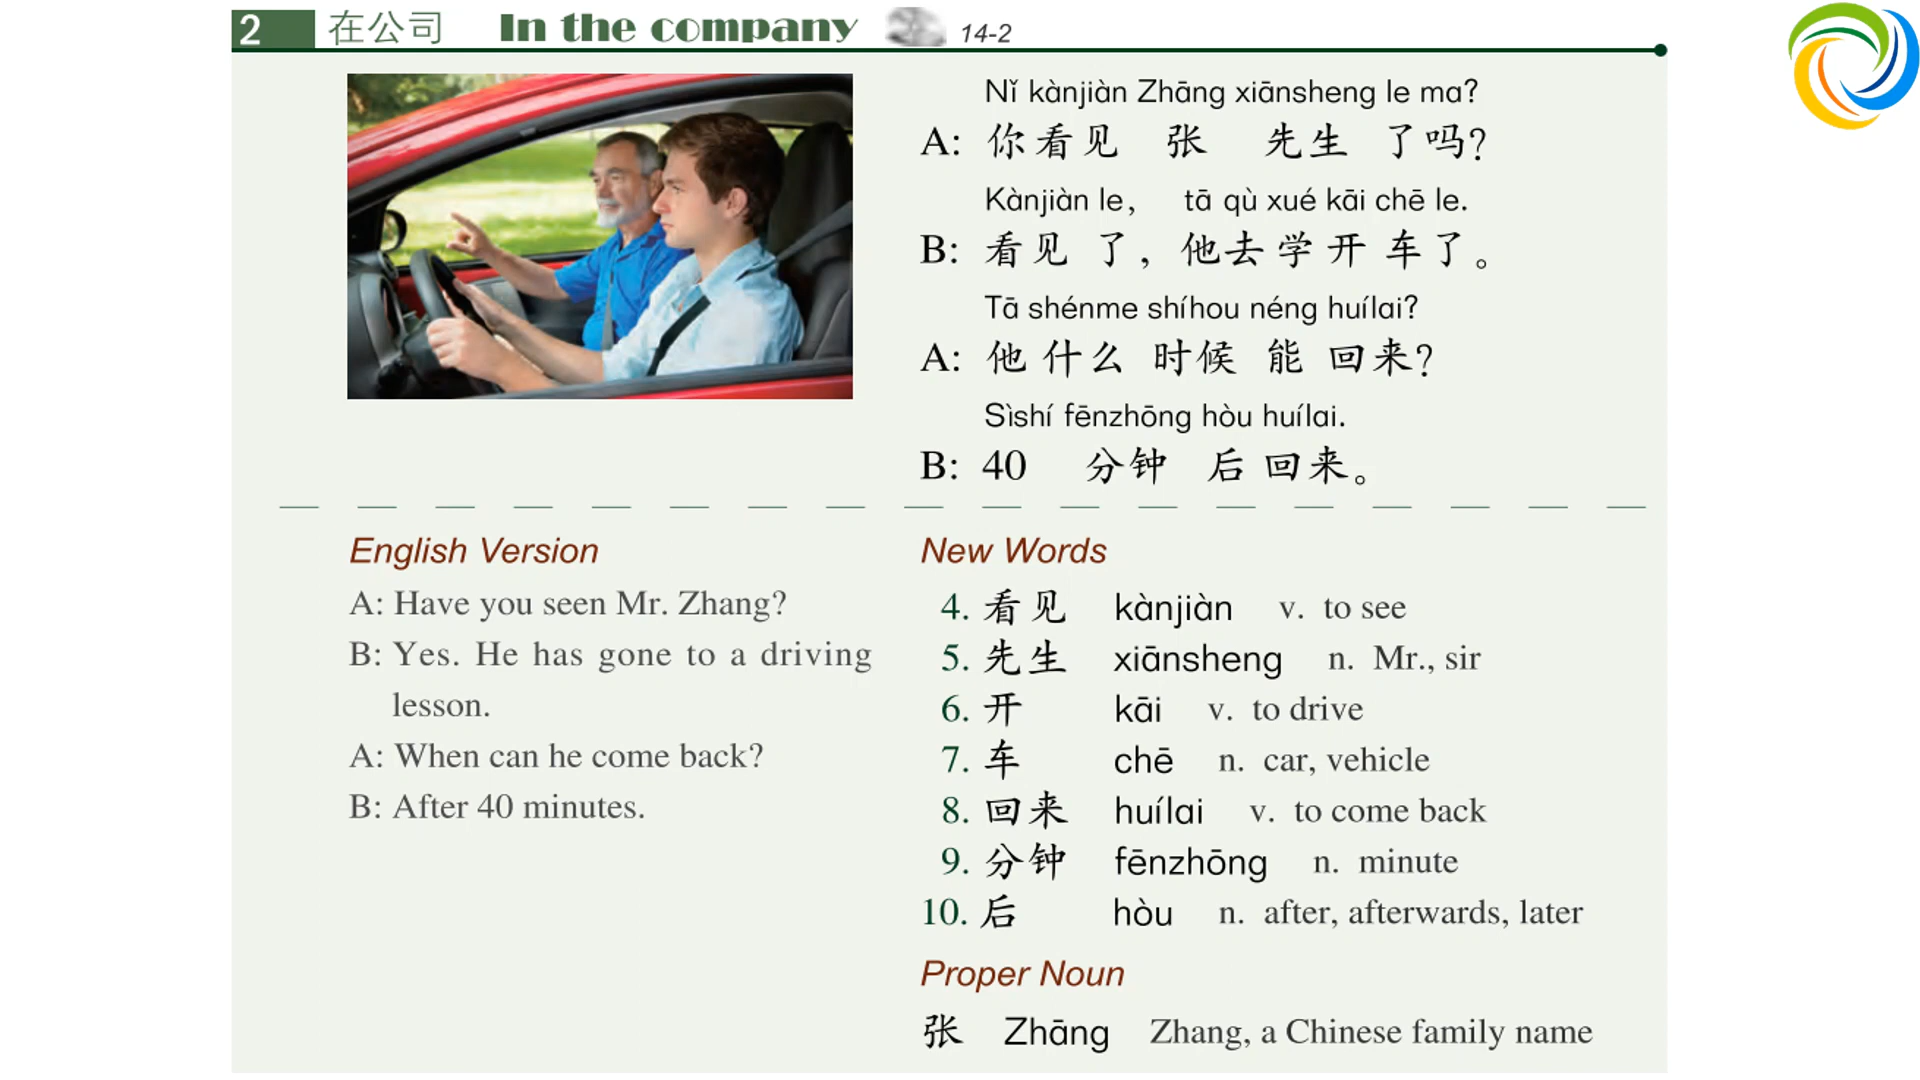 2 在公司 In the company 14-2
Nǐ kànjiàn Zhāng xiānsheng le ma?
A: 你看见 张 先生 了吗?
Kànjiàn le, tā qù xué kāi chē le.
B: 看见 了, 他去 学 开 车 了。
Tā shénme shíhou néng huílai?
A: 他 什么 时候 能 回来?
Sìshí fēnzhōng hòu huílai.
B: 40 分钟 后 回来。
English Version
A: Have you seen Mr. Zhang?
B: Yes. He has gone to a driving
lesson.
A: When can he come back?
B: After 40 minutes.
New Words
4. 看见 kànjiàn v. to see
5. 先生 xiānsheng n. Mr., sir
6. 开 kāi v. to drive
7. 车 chē n. car, vehicle
8. 回来 huílai v. to come back
9. 分钟 fēnzhōng n. minute
10. 后 hòu n. after, afterwards, later
Proper Noun
张 Zhāng Zhang, a Chinese family name